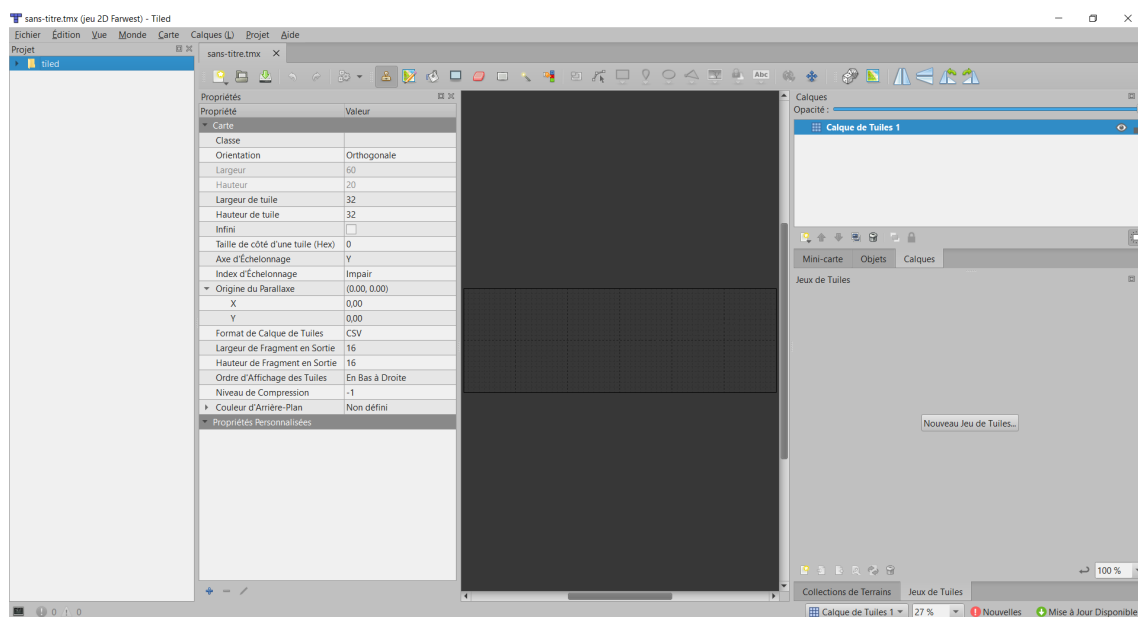 sans-titre.tmx (jeu 2D Farwest) - Tiled
Fichier Édition Vue Monde Carte Calques (L) Projet Aide
Projet
tiled
sans-titre.tmx
Abc
Propriétés
Propriété Valeur
Carte
Classe
Orientation Orthogonale
Largeur 60
Hauteur 20
Largeur de tuile 32
Hauteur de tuile 32
Infini
Taille de côté d'une tuile (Hex) 0
Axe d'Échelonnage Y
Index d'Échelonnage Impair
Origine du Parallaxe (0.00, 0.00)
X 0,00
Y 0,00
Format de Calque de Tuiles CSV
Largeur de Fragment en Sortie 16
Hauteur de Fragment en Sortie 16
Ordre d'Affichage des Tuiles En Bas à Droite
Niveau de Compression -1
Couleur d'Arrière-Plan Non défini
Propriétés Personnalisées
Calques
Opacité :
Calque de Tuiles 1
Mini-carte Objets Calques
Jeux de Tuiles
Nouveau Jeu de Tuiles...
100 %
Collections de Terrains Jeux de Tuiles
0 0 Calque de Tuiles 1 27 % Nouvelles Mise à Jour Disponible